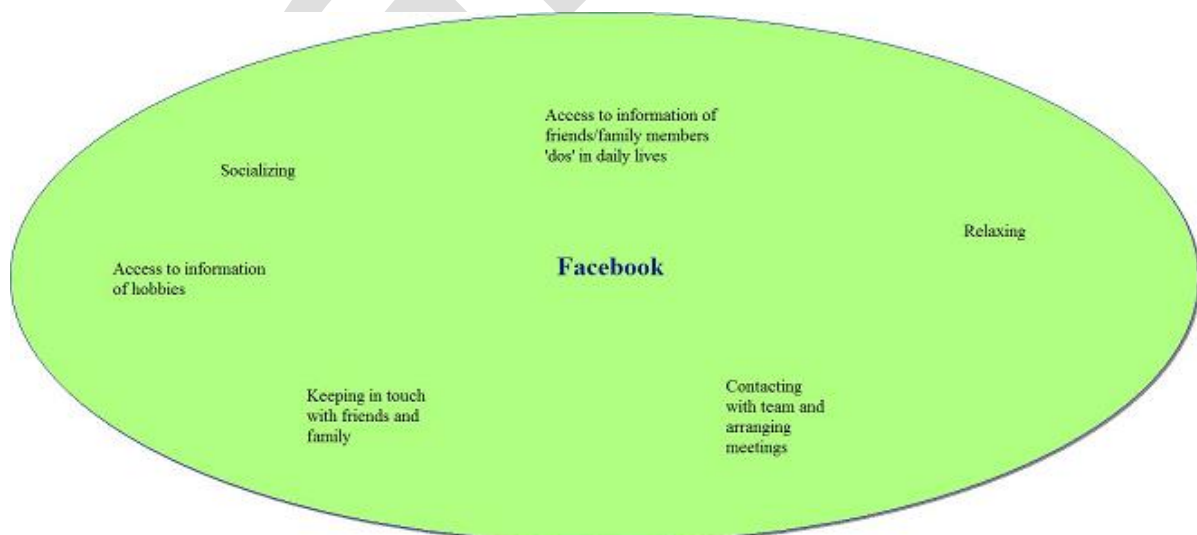 Access to information of
friends/family members
'dos' in daily lives
Socializing
Relaxing
Facebook
Access to information
of hobbies
Keeping in touch
with friends and
family
Contacting
with team and
arranging
meetings